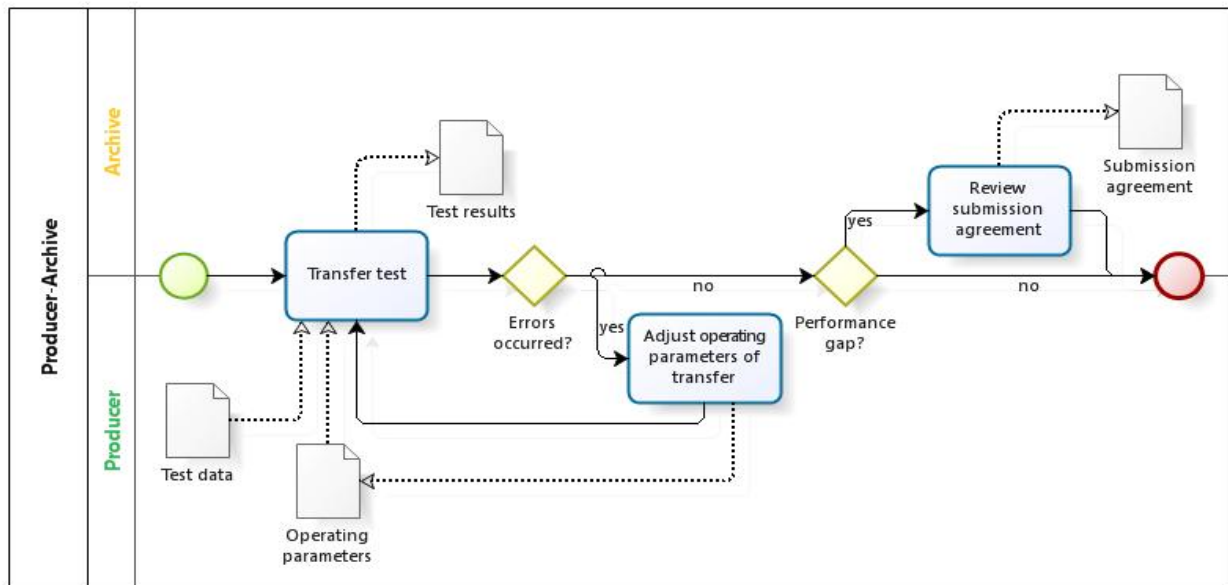 Producer-Archive
Archive
Producer
Test results
Submission
agreement
Review
submission
agreement
yes
Transfer test
Errors
occurred?
no
yes
Adjust operating
parameters of
transfer
Performance
gap?
no
Test data
Operating
parameters